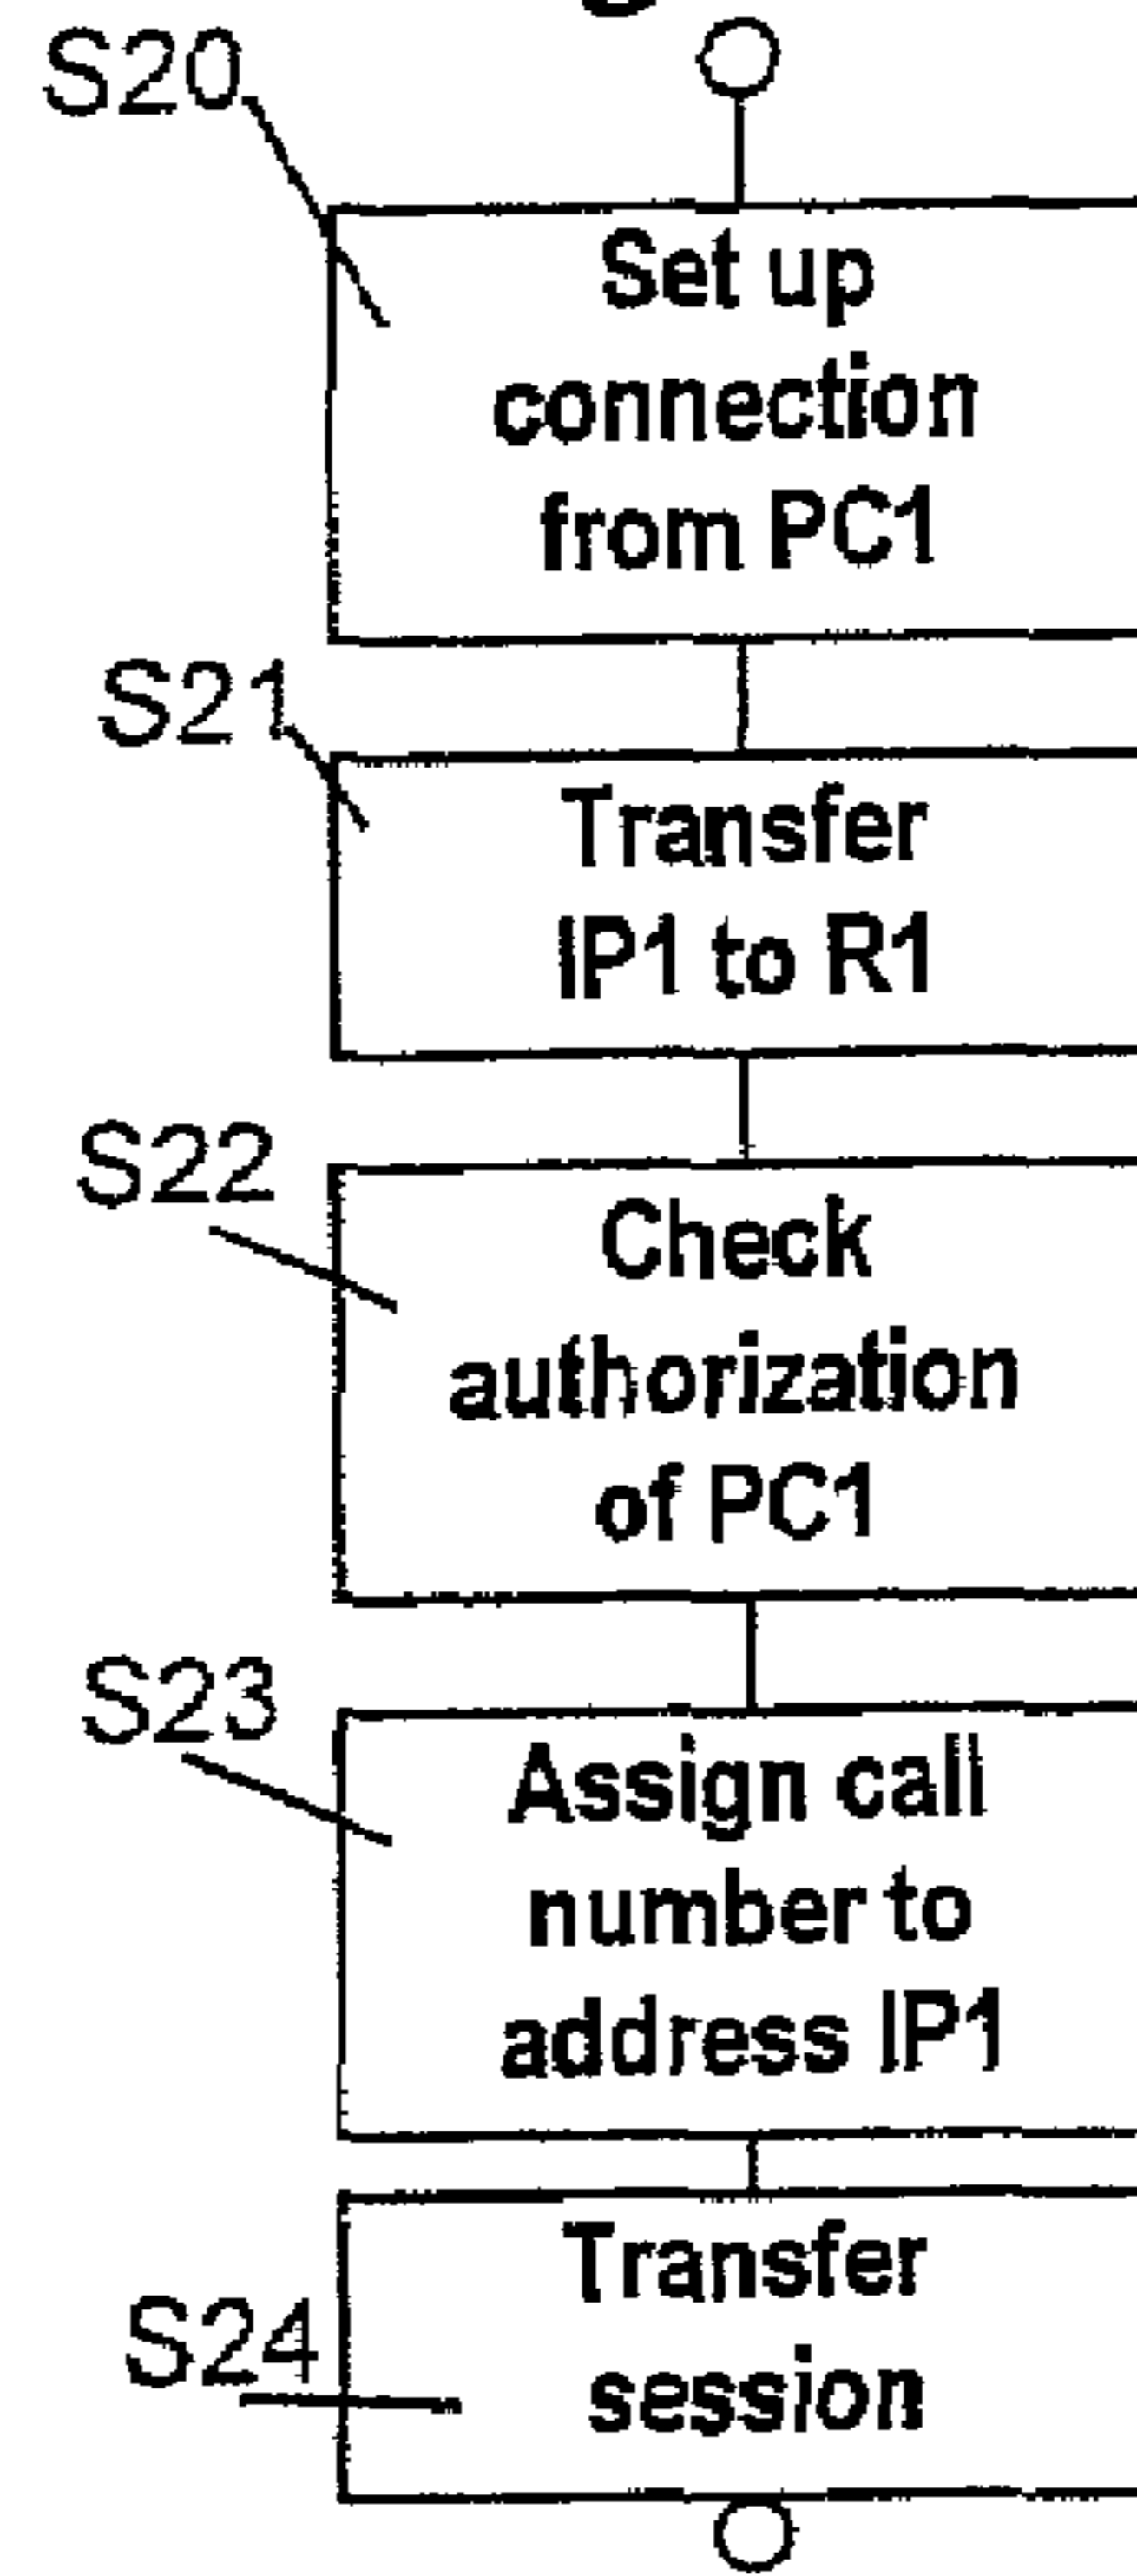 S20
Set up
connection
from PC1
S21
Transfer
IP1 to R1
S22
Check
authorization
of PC1
S23
Assign call
number to
address IP1
S24
Transfer
session